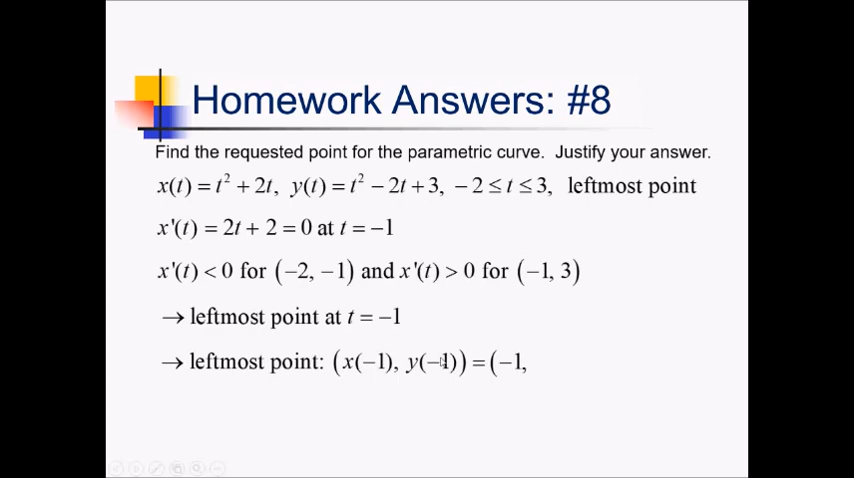 Homework Answers: #8
Find the requested point for the parametric curve.  Justify your answer.
x(t) = t² + 2t,  y(t) = t² − 2t + 3,  −2 ≤ t ≤ 3,  leftmost point
x'(t) = 2t + 2 = 0 at t = −1
x'(t) < 0 for (−2, −1) and x'(t) > 0 for (−1, 3)
→ leftmost point at t = −1
→ leftmost point: (x(−1), y(−1)) = (−1,